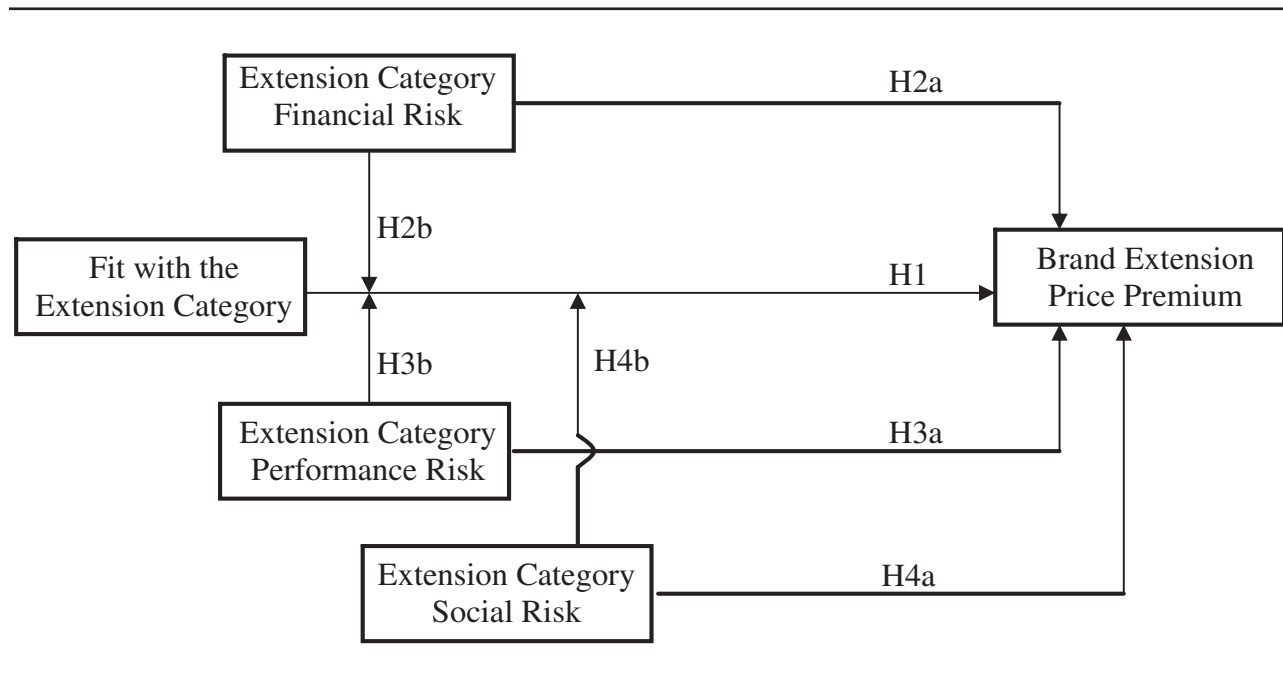 Extension Category
Financial Risk
H2a
H2b
Fit with the
Extension Category
H1
Brand Extension
Price Premium
H3b
H4b
Extension Category
Performance Risk
H3a
Extension Category
Social Risk
H4a